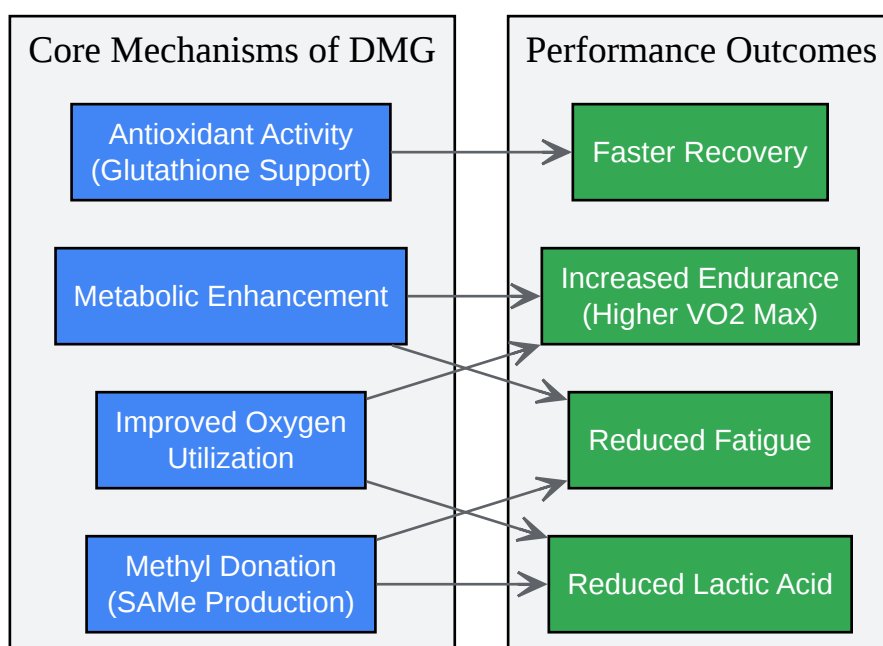 Core Mechanisms of DMG
Antioxidant Activity
(Glutathione Support)
Metabolic Enhancement
Improved Oxygen
Utilization
Methyl Donation
(SAMe Production)
Performance Outcomes
Faster Recovery
Increased Endurance
(Higher VO2 Max)
Reduced Fatigue
Reduced Lactic Acid